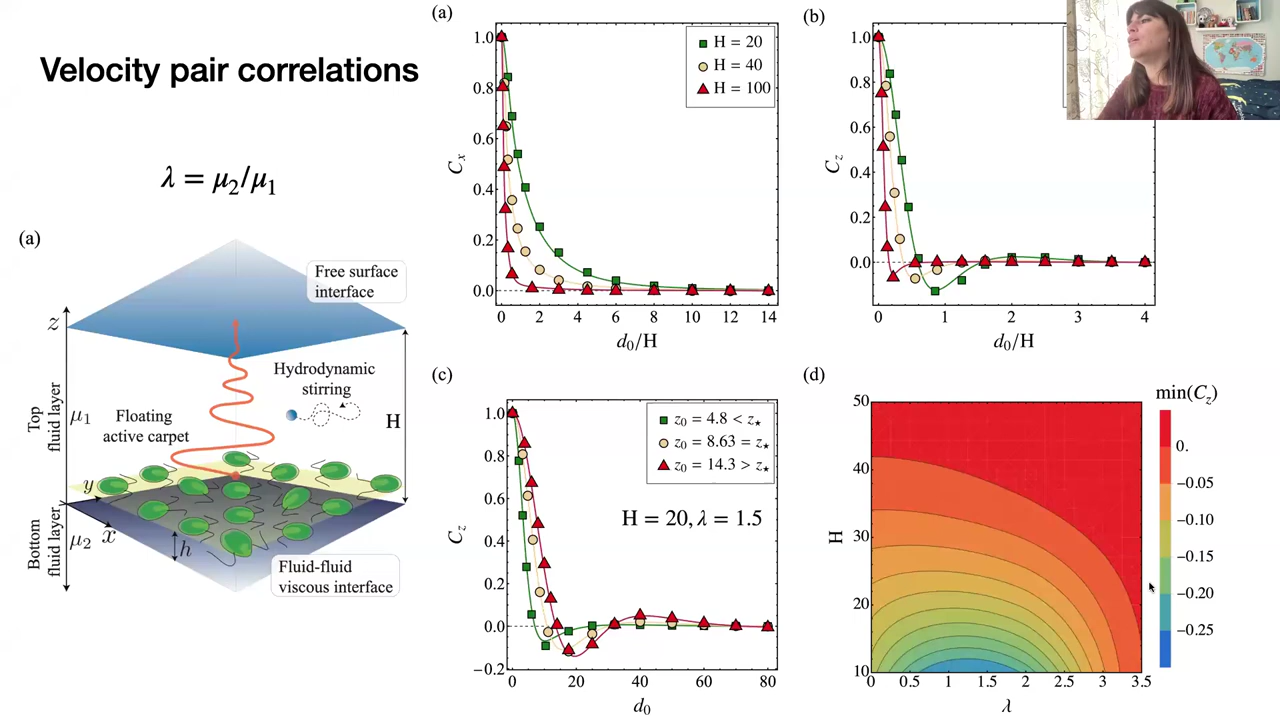 Velocity pair correlations
λ = μ₂/μ₁
(a)
Free surface
interface
z
Hydrodynamic
stirring
Top
fluid layer
μ₁
Floating
active carpet
H
y
x
Bottom
fluid layer
μ₂
h
Fluid-fluid
viscous interface
(a)
1.0
0.8
0.6
0.4
0.2
0.0
Cₓ
H = 20
H = 40
H = 100
0 2 4 6 8 10 12 14
d₀/H
(b)
1.0
0.8
0.6
0.4
0.2
0.0
C_z
0 1 2 3 4
d₀/H
(c)
1.0
0.8
0.6
0.4
0.2
0.0
−0.2
C_z
z₀ = 4.8 < z⋆
z₀ = 8.63 = z⋆
z₀ = 14.3 > z⋆
H = 20, λ = 1.5
0 20 40 60 80
d₀
(d)
50
40
30
20
10
H
0 0.5 1 1.5 2 2.5 3 3.5
λ
min(C_z)
0.
−0.05
−0.10
−0.15
−0.20
−0.25